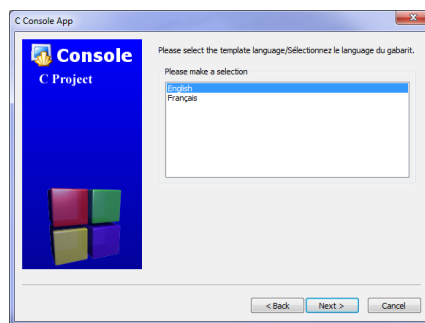 C Console App
Console
C Project
Please select the template language/Sélectionnez le language du gabarit.
Please make a selection
English
Français
< Back
Next >
Cancel